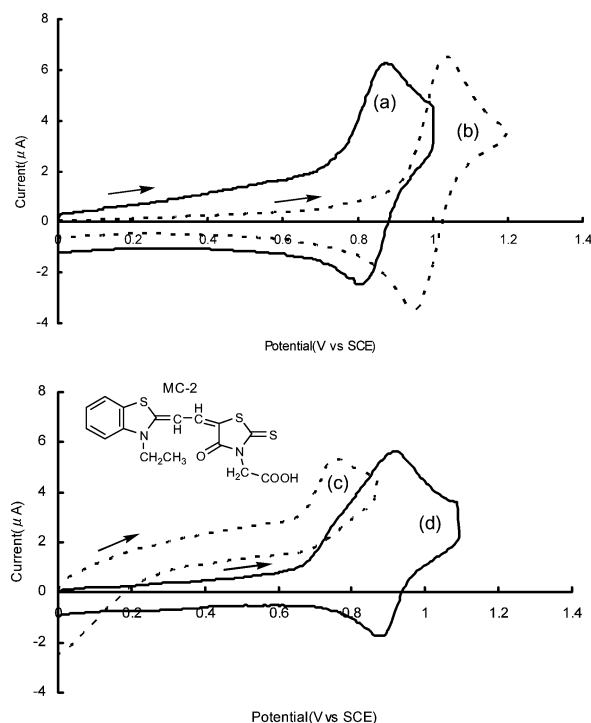 8
6
4
2
0
-2
-4
Current(μA)
(a)
(b)
0
0.2
0.4
0.6
0.8
1
1.2
1.4
Potential(V vs SCE)
MC-2
S
N
CH2CH3
C
H
H
C
S
S
O
N
H2C
COOH
8
6
4
2
0
-2
-4
Current(μA)
(c)
(d)
0
0.2
0.4
0.6
0.8
1
1.2
1.4
Potential(V vs SCE)